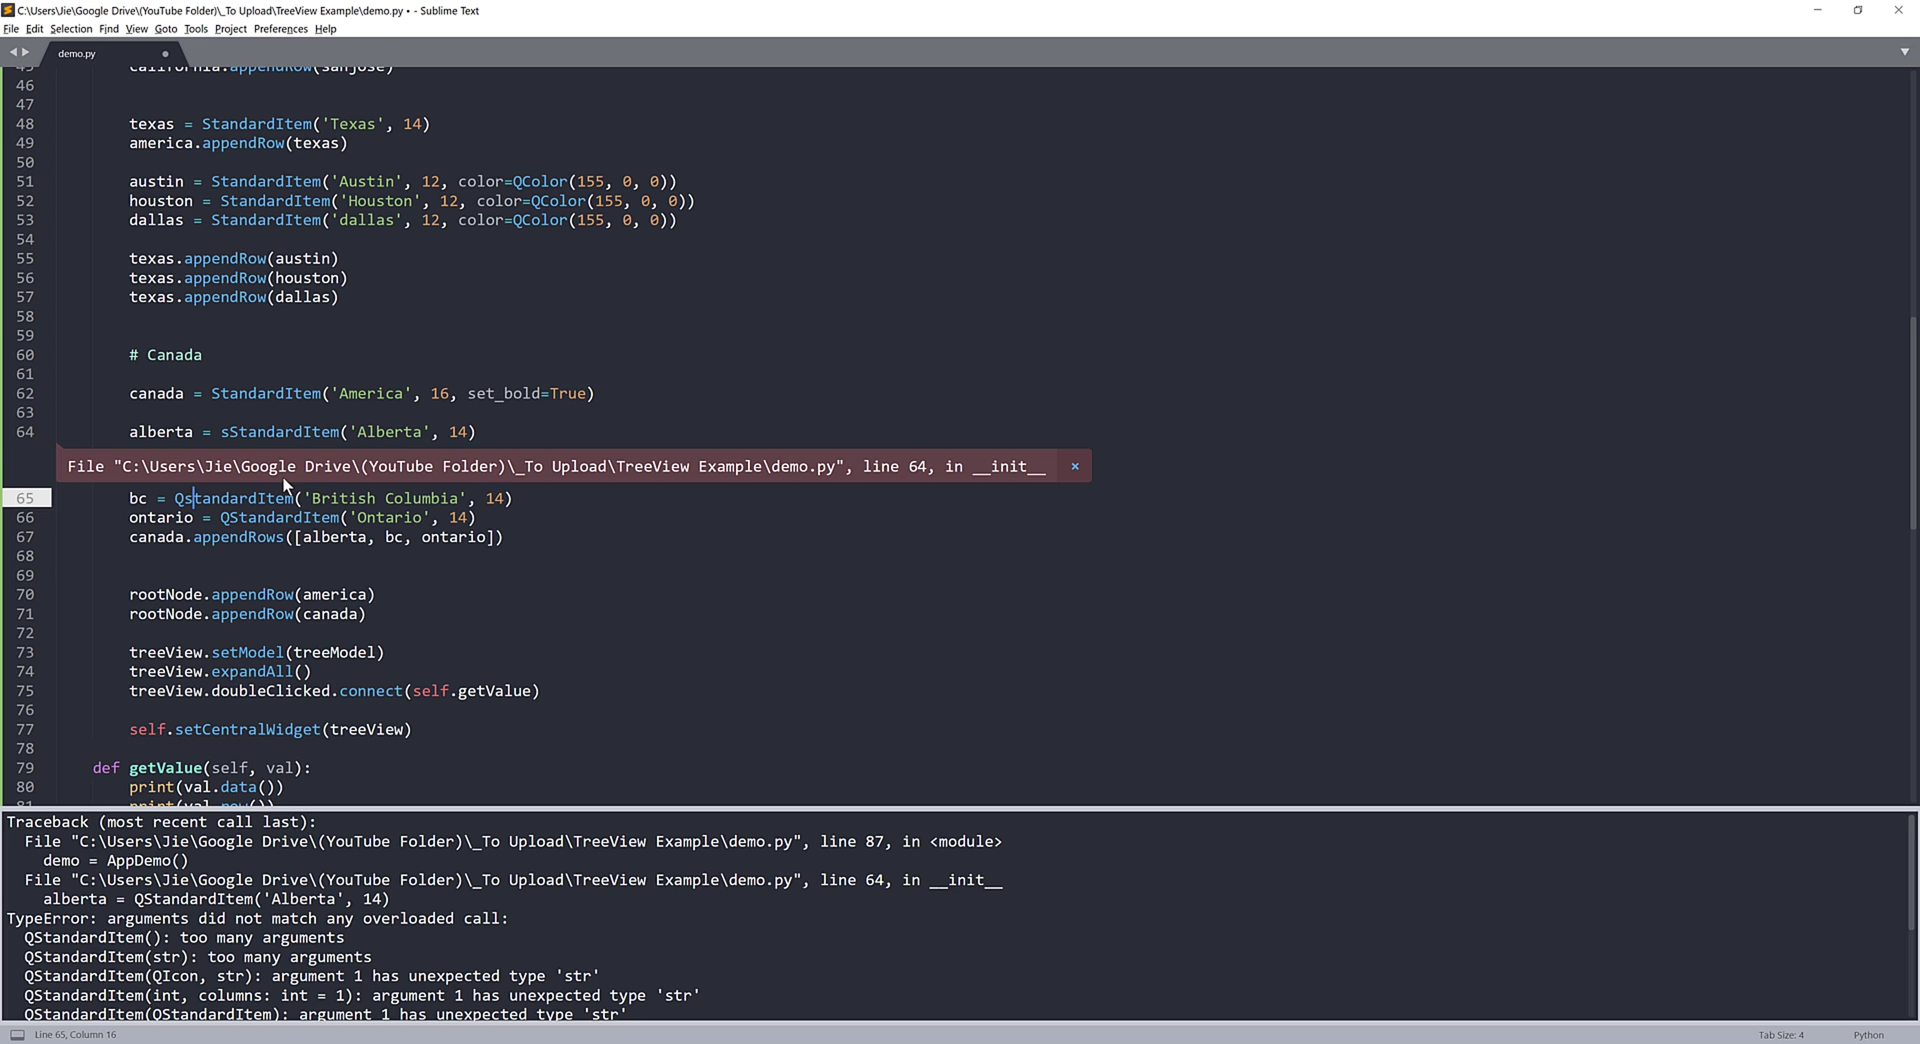 C:\Users\Jie\Google Drive\(YouTube Folder)\_To Upload\TreeView Example\demo.py • - Sublime Text
File Edit Selection Find View Goto Tools Project Preferences Help
demo.py
45 california.appendRow(sanjose)
46
47
48 texas = StandardItem('Texas', 14)
49 america.appendRow(texas)
50
51 austin = StandardItem('Austin', 12, color=QColor(155, 0, 0))
52 houston = StandardItem('Houston', 12, color=QColor(155, 0, 0))
53 dallas = StandardItem('dallas', 12, color=QColor(155, 0, 0))
54
55 texas.appendRow(austin)
56 texas.appendRow(houston)
57 texas.appendRow(dallas)
58
59
60 # Canada
61
62 canada = StandardItem('America', 16, set_bold=True)
63
64 alberta = sStandardItem('Alberta', 14)
File "C:\Users\Jie\Google Drive\(YouTube Folder)\_To Upload\TreeView Example\demo.py", line 64, in __init__ ×
65 bc = QstandardItem('British Columbia', 14)
66 ontario = QStandardItem('Ontario', 14)
67 canada.appendRows([alberta, bc, ontario])
68
69
70 rootNode.appendRow(america)
71 rootNode.appendRow(canada)
72
73 treeView.setModel(treeModel)
74 treeView.expandAll()
75 treeView.doubleClicked.connect(self.getValue)
76
77 self.setCentralWidget(treeView)
78
79 def getValue(self, val):
80 print(val.data())
81 print(val.row())
Traceback (most recent call last):
File "C:\Users\Jie\Google Drive\(YouTube Folder)\_To Upload\TreeView Example\demo.py", line 87, in <module>
demo = AppDemo()
File "C:\Users\Jie\Google Drive\(YouTube Folder)\_To Upload\TreeView Example\demo.py", line 64, in __init__
alberta = QStandardItem('Alberta', 14)
TypeError: arguments did not match any overloaded call:
QStandardItem(): too many arguments
QStandardItem(str): too many arguments
QStandardItem(QIcon, str): argument 1 has unexpected type 'str'
QStandardItem(int, columns: int = 1): argument 1 has unexpected type 'str'
QStandardItem(QStandardItem): argument 1 has unexpected type 'str'
Line 65, Column 16
Tab Size: 4
Python